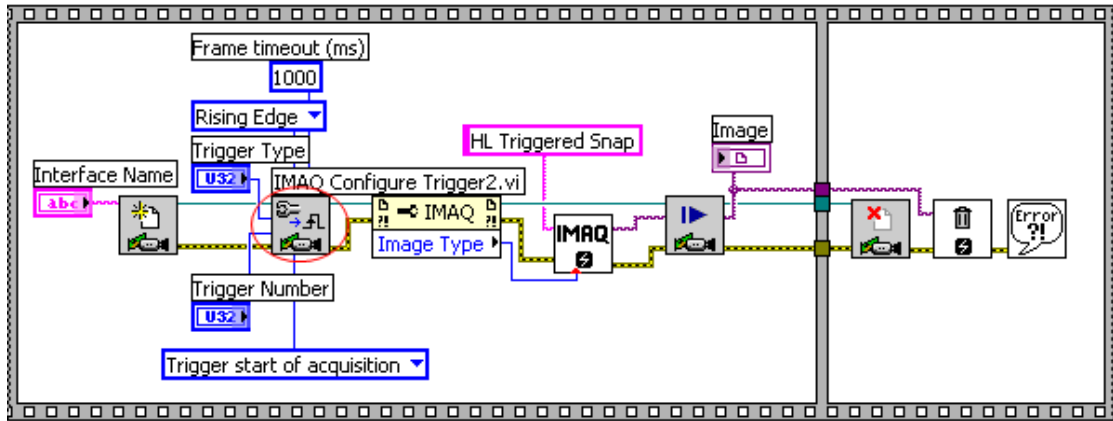 Frame timeout (ms)
1000
Rising Edge
Trigger Type
U32
Interface Name
abc
IMAQ Configure Trigger2.vi
IMAQ
Image Type
HL Triggered Snap
IMAQ
Image
Error
?!
Trigger Number
U32
Trigger start of acquisition